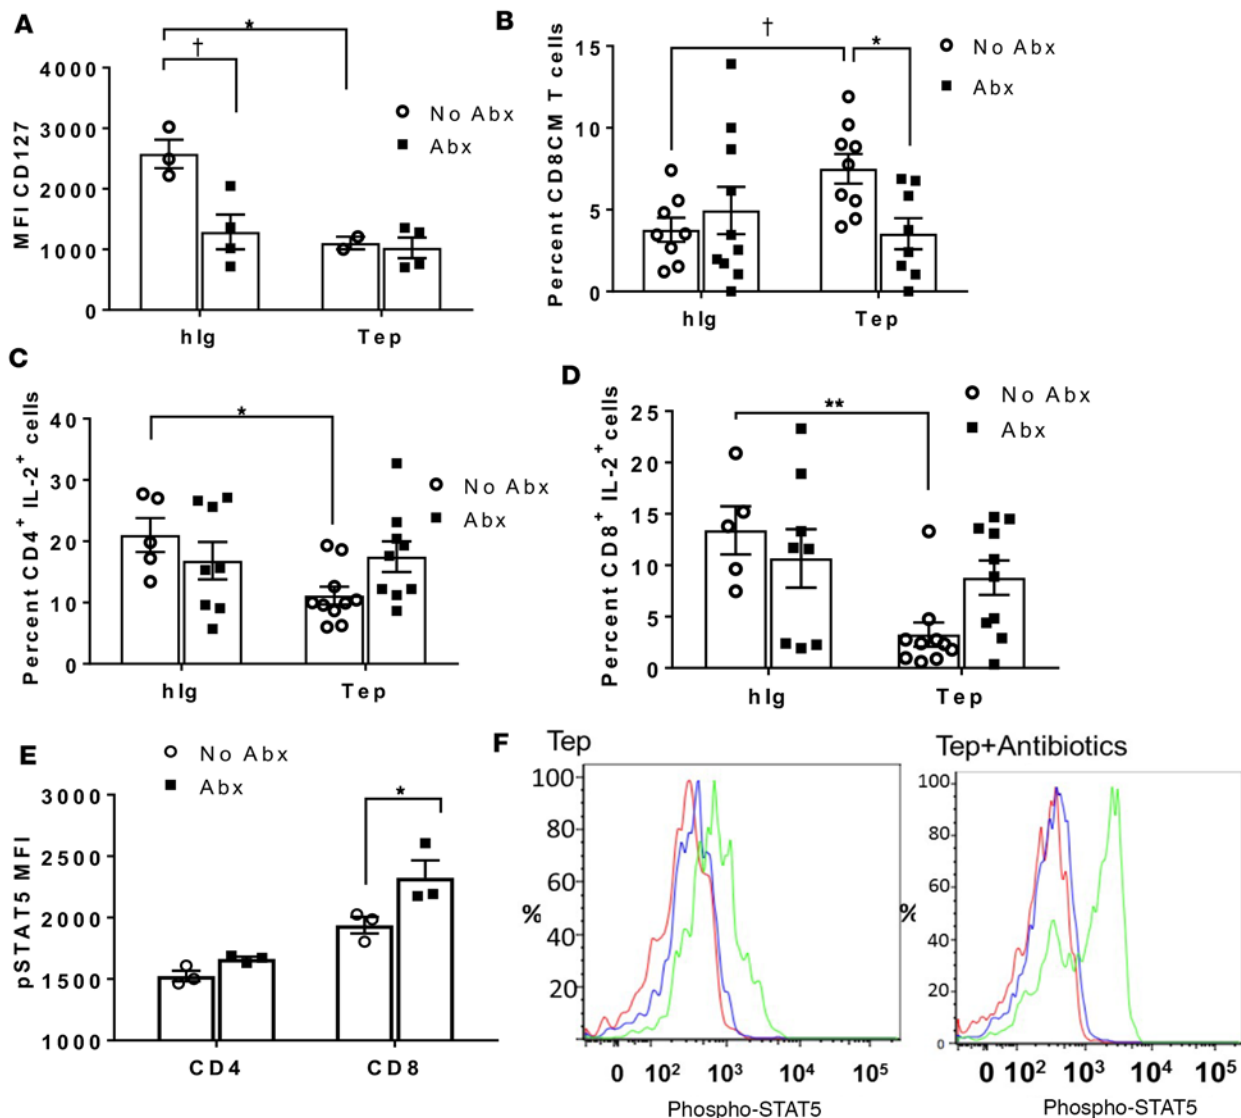 A
*
†
MFI CD127
4000
3000
2000
1000
0
No Abx
Abx
hIg
Tep
B
†
*
Percent CD8CM T cells
15
10
5
0
No Abx
Abx
hIg
Tep
C
*
Percent CD4+ IL-2+ cells
40
30
20
10
0
No Abx
Abx
hIg
Tep
D
**
Percent CD8+ IL-2+ cells
25
20
15
10
5
0
No Abx
Abx
hIg
Tep
E
No Abx
Abx
*
pSTAT5 MFI
3000
2500
2000
1500
1000
CD4
CD8
F
Tep
100
80
60
%
40
20
0 10² 10³ 10⁴ 10⁵
Phospho-STAT5
Tep+Antibiotics
100
80
60
%
40
20
0
0 10² 10³ 10⁴ 10⁵
Phospho-STAT5